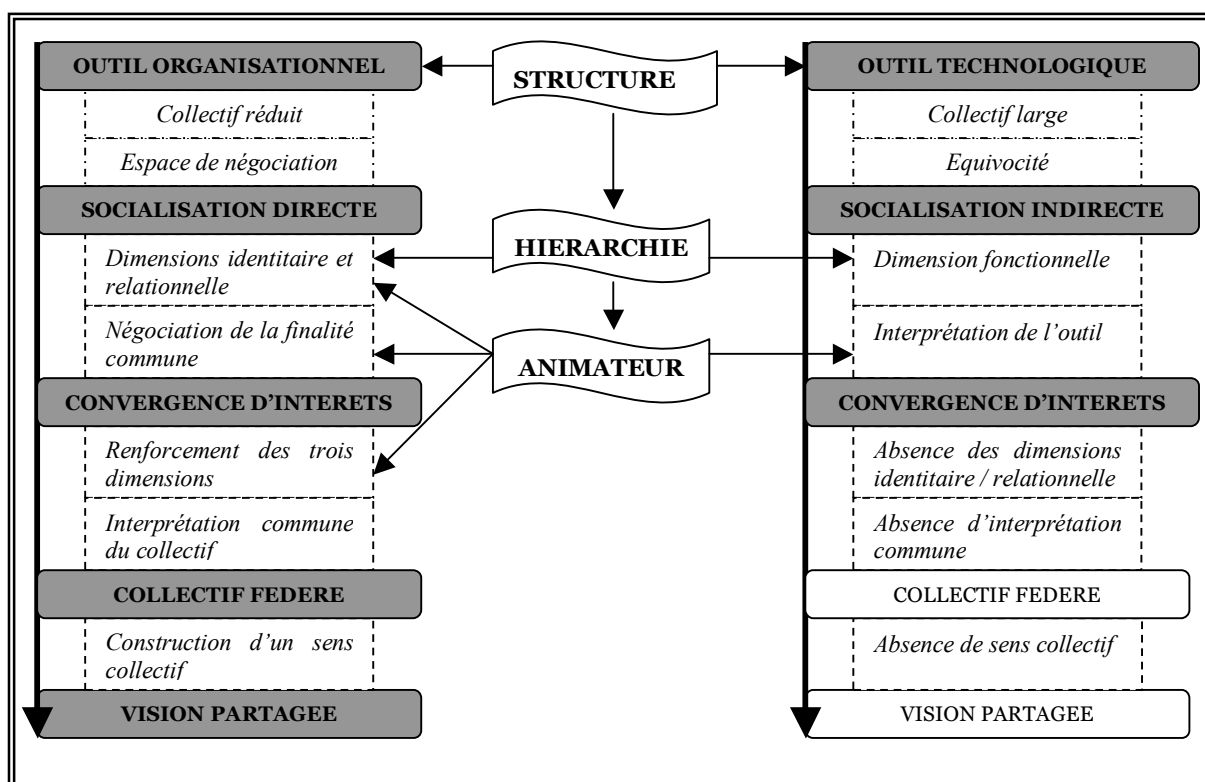 OUTIL ORGANISATIONNEL
Collectif réduit
Espace de négociation
SOCIALISATION DIRECTE
Dimensions identitaire et
relationnelle
Négociation de la finalité
commune
CONVERGENCE D'INTERETS
Renforcement des trois
dimensions
Interprétation commune
du collectif
COLLECTIF FEDERE
Construction d'un sens
collectif
VISION PARTAGEE
STRUCTURE
HIERARCHIE
ANIMATEUR
OUTIL TECHNOLOGIQUE
Collectif large
Equivocité
SOCIALISATION INDIRECTE
Dimension fonctionnelle
Interprétation de l'outil
CONVERGENCE D'INTERETS
Absence des dimensions
identitaire / relationnelle
Absence d'interprétation
commune
COLLECTIF FEDERE
Absence de sens collectif
VISION PARTAGEE